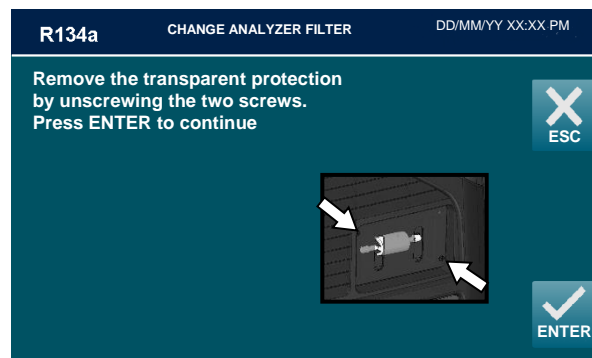 R134a
CHANGE ANALYZER FILTER
DD/MM/YY XX:XX PM
Remove the transparent protection
by unscrewing the two screws.
Press ENTER to continue
ESC
ENTER